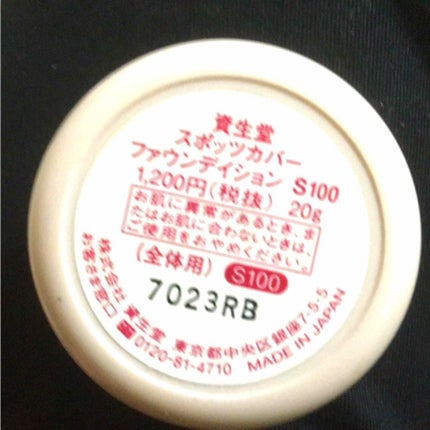 資生堂
スポッツカバー
ファウンデイション S100
1,200円(税抜) 20g
お肌に異常があるとき、ま
たはお肌に合わないときは、
ご使用をおやめください。
(全体用) S100
7023RB
株式会社 資生堂 東京都中央区銀座7-5-5
お客さま窓口 0120-81-4710 MADE IN JAPAN